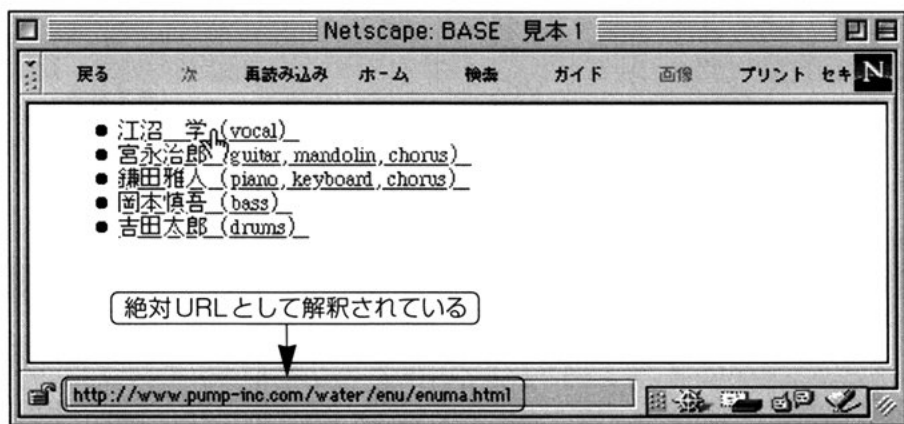 Netscape: BASE 見本1
戻る 次 再読み込み ホーム 検索 ガイド 画像 プリント セキ N
● 江沼 学 (vocal)
● 宮永治郎 (guitar, mandolin, chorus)
● 鎌田雅人 (piano, keyboard, chorus)
● 岡本慎吾 (bass)
● 吉田太郎 (drums)
絶対URLとして解釈されている
http://www.pump-inc.com/water/enu/enuma.html